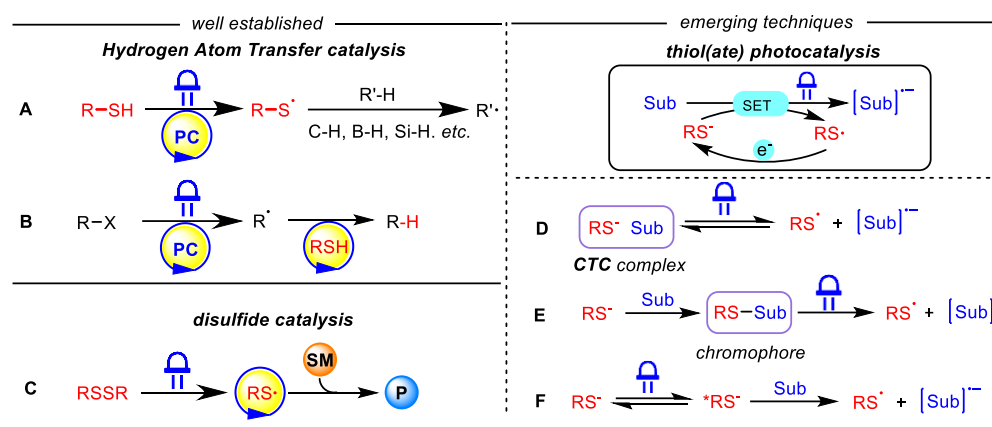 well established
Hydrogen Atom Transfer catalysis
A R–SH PC R–S• R'-H R'•
C-H, B-H, Si-H. etc.
B R–X PC R• RSH R-H
disulfide catalysis
C RSSR RS• SM P
emerging techniques
thiol(ate) photocatalysis
Sub SET [Sub]•−
RS- RS•
e-
D RS- Sub RS• + [Sub]•−
CTC complex
E RS- Sub RS–Sub RS• + [Sub]
chromophore
F RS- *RS- Sub RS• + [Sub]•−